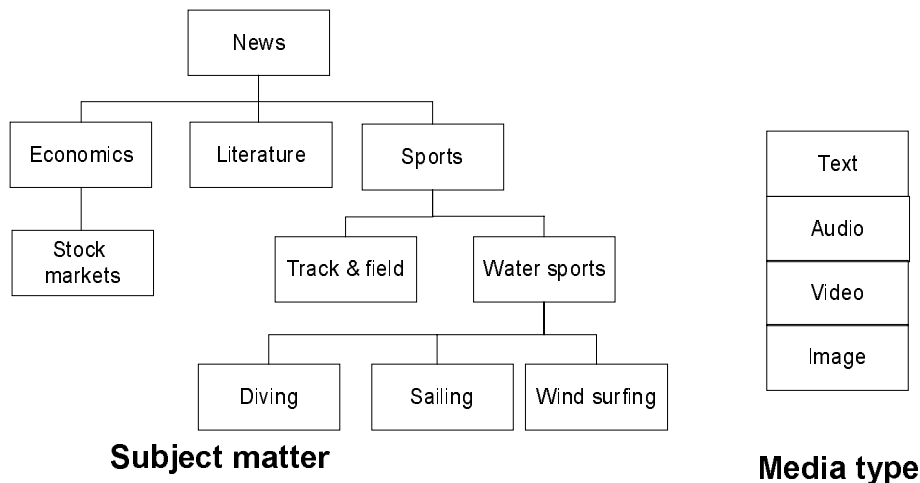 News
Economics
Literature
Sports
Stock
markets
Track & field
Water sports
Diving
Sailing
Wind surfing
Subject matter
Text
Audio
Video
Image
Media type